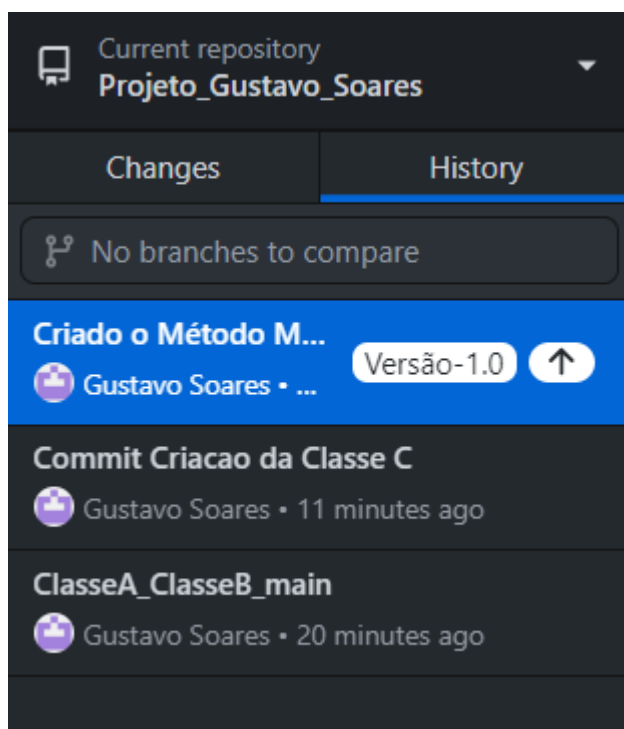 Current repository
Projeto_Gustavo_Soares
Changes
History
No branches to compare
Criado o Método M...
Gustavo Soares • ...
Versão-1.0
Commit Criacao da Classe C
Gustavo Soares • 11 minutes ago
ClasseA_ClasseB_main
Gustavo Soares • 20 minutes ago